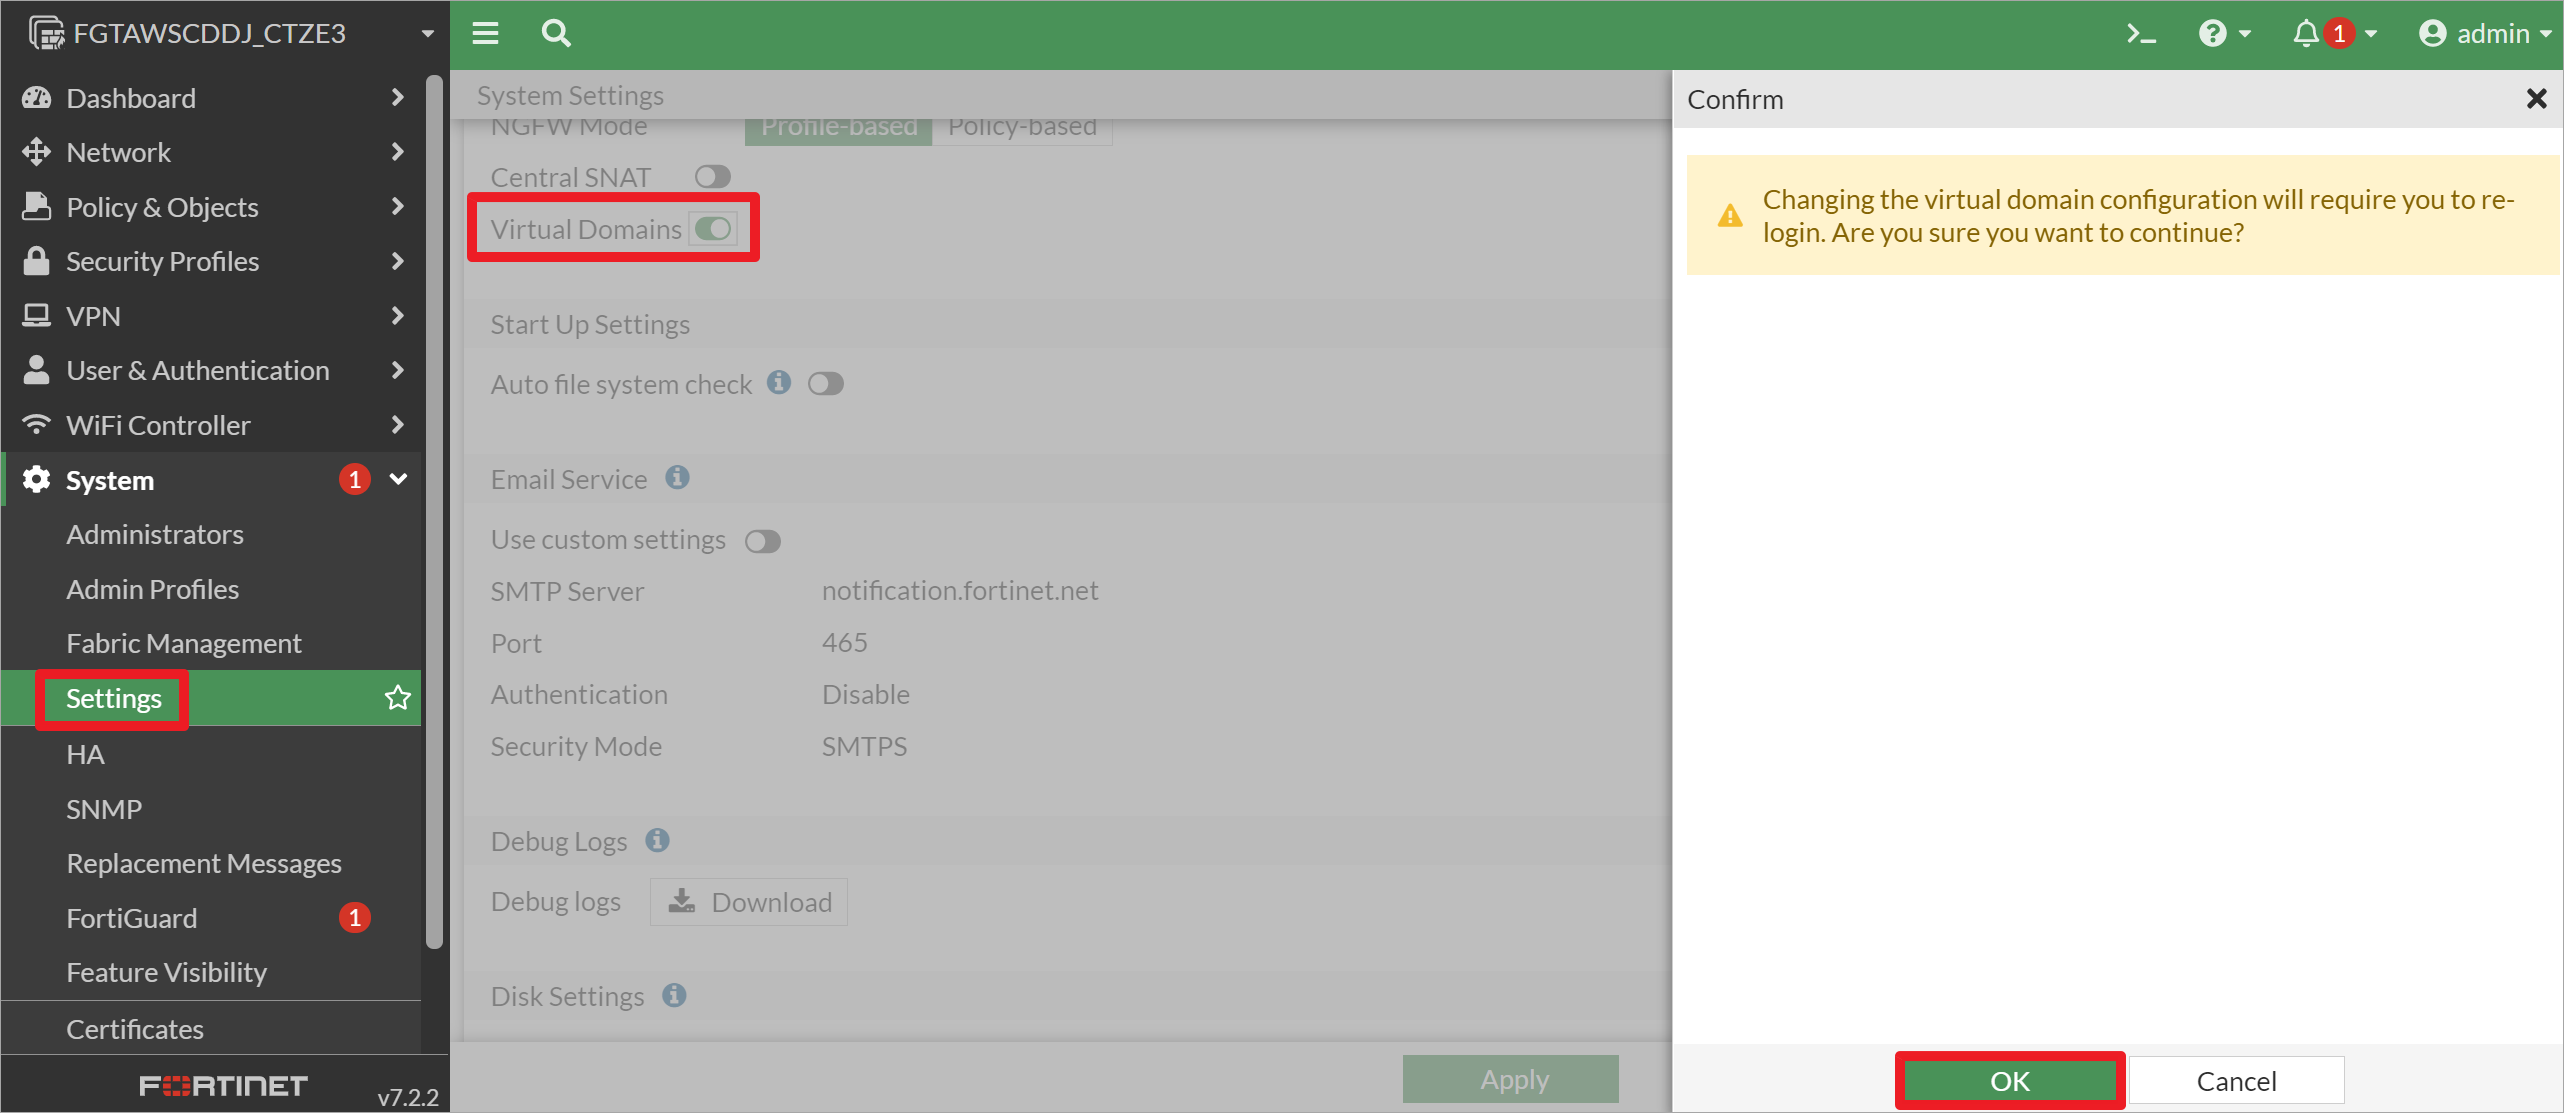 FGTAWSCDDJ_CTZE3
1
admin
Dashboard
Network
Policy & Objects
Security Profiles
VPN
User & Authentication
WiFi Controller
System
1
Administrators
Admin Profiles
Fabric Management
Settings
HA
SNMP
Replacement Messages
FortiGuard
1
Feature Visibility
Certificates
FORTINET
v7.2.2
System Settings
NGFW Mode
Profile-based
Policy-based
Central SNAT
Virtual Domains
Start Up Settings
Auto file system check
Email Service
Use custom settings
SMTP Server
notification.fortinet.net
Port
465
Authentication
Disable
Security Mode
SMTPS
Debug Logs
Debug logs
Download
Disk Settings
Apply
Confirm
Changing the virtual domain configuration will require you to re-
login. Are you sure you want to continue?
OK
Cancel